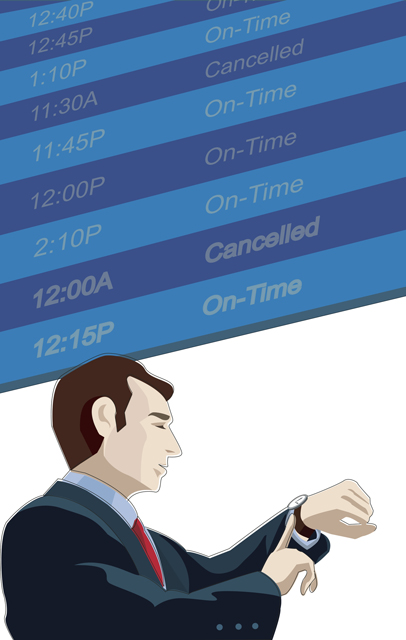 12:40P
12:45P
1:10P On-Time
11:30A Cancelled
11:45P On-Time
12:00P On-Time
2:10P On-Time
12:00A Cancelled
12:15P On-Time